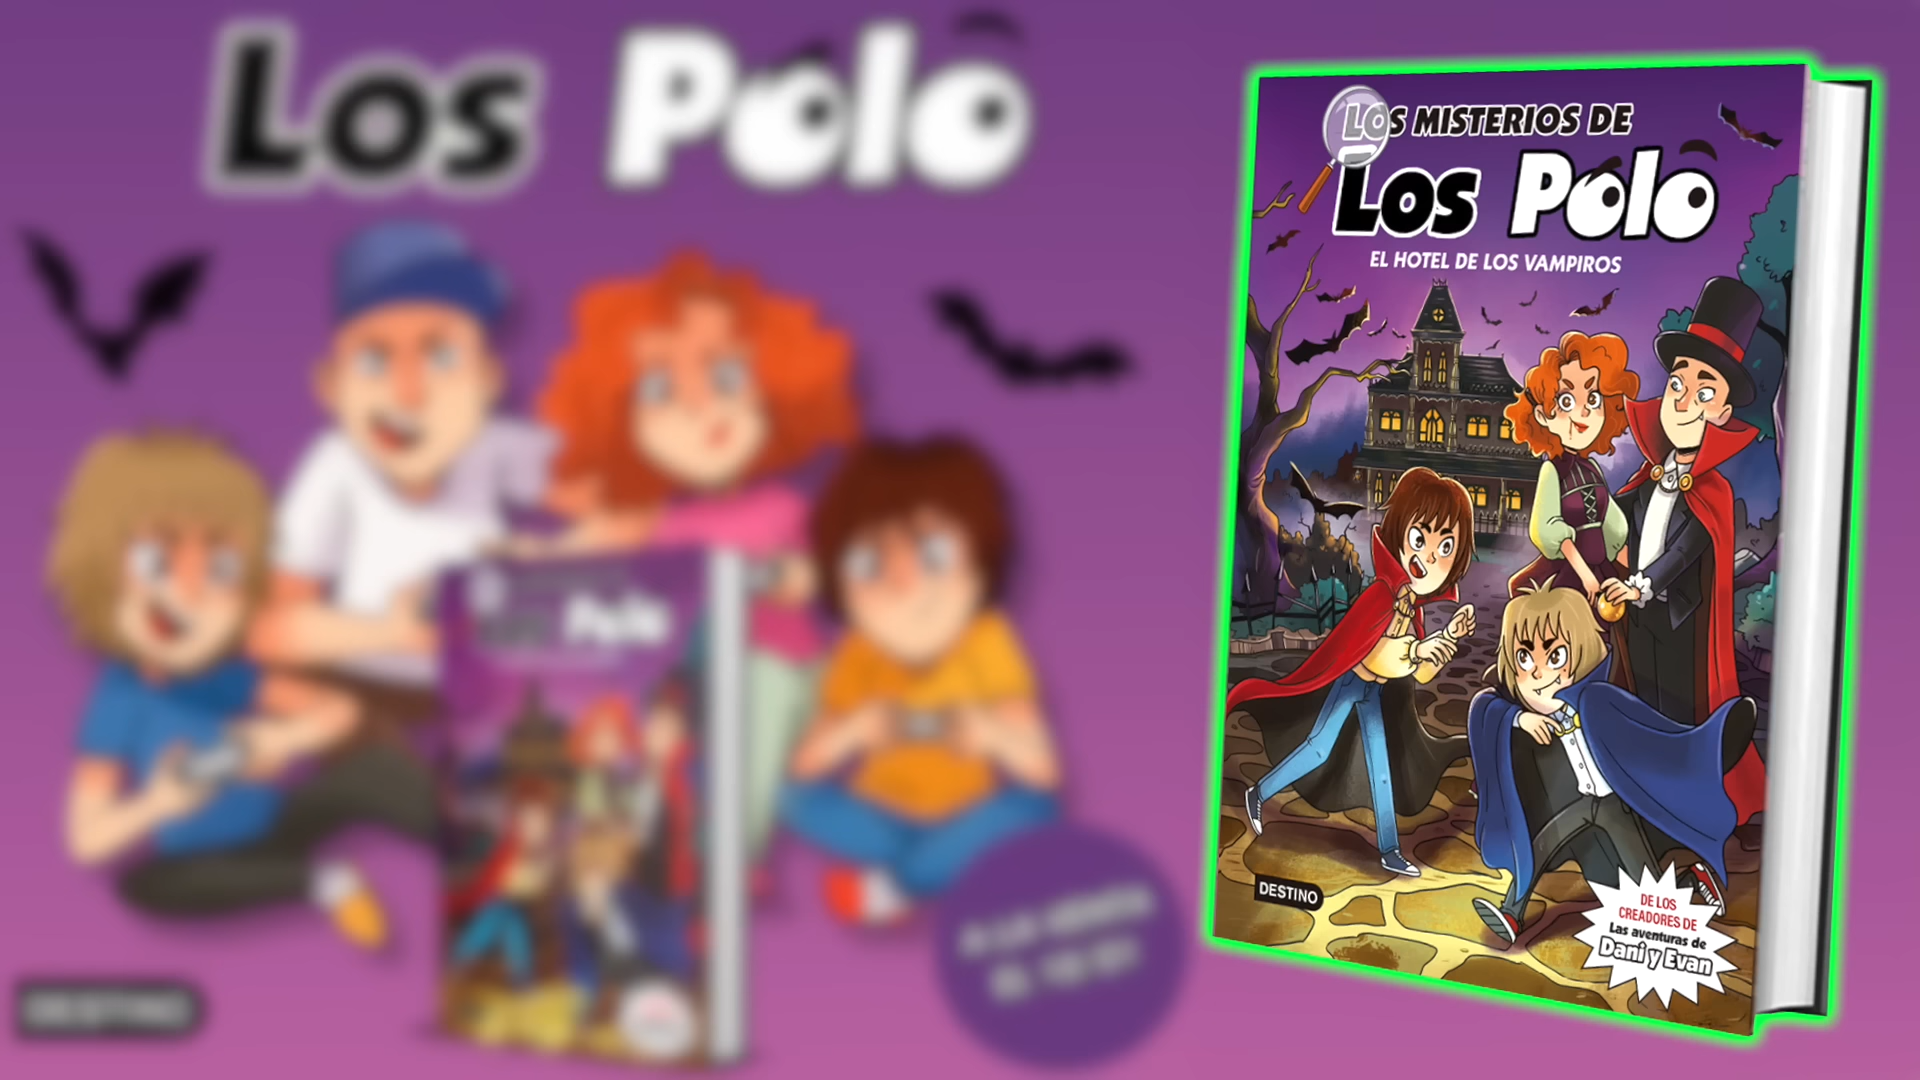 Los Polo
LOS MISTERIOS DE
Los Polo
EL HOTEL DE LOS VAMPIROS
DESTINO
DE LOS
CREADORES DE
Las aventuras de
Dani y Evan
Polo
DESTINO